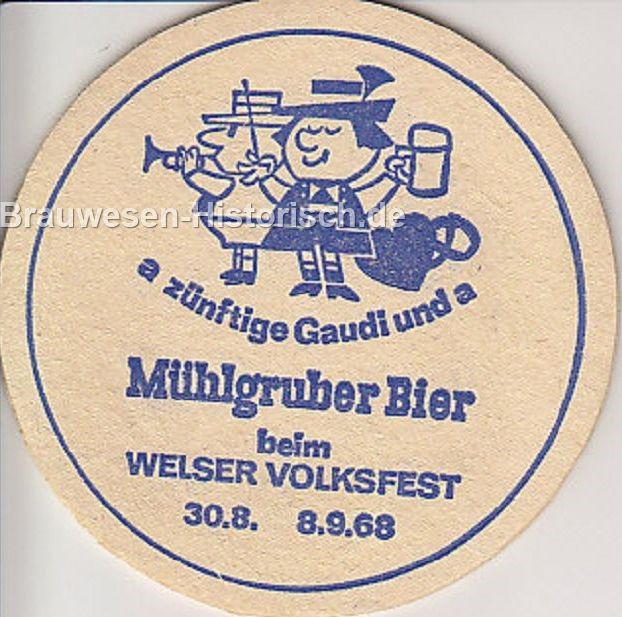 Brauwesen-Historisch.de
a zünftige Gaudi und a
Mühlgruber Bier
beim
WELSER VOLKSFEST
30.8. 8.9.68